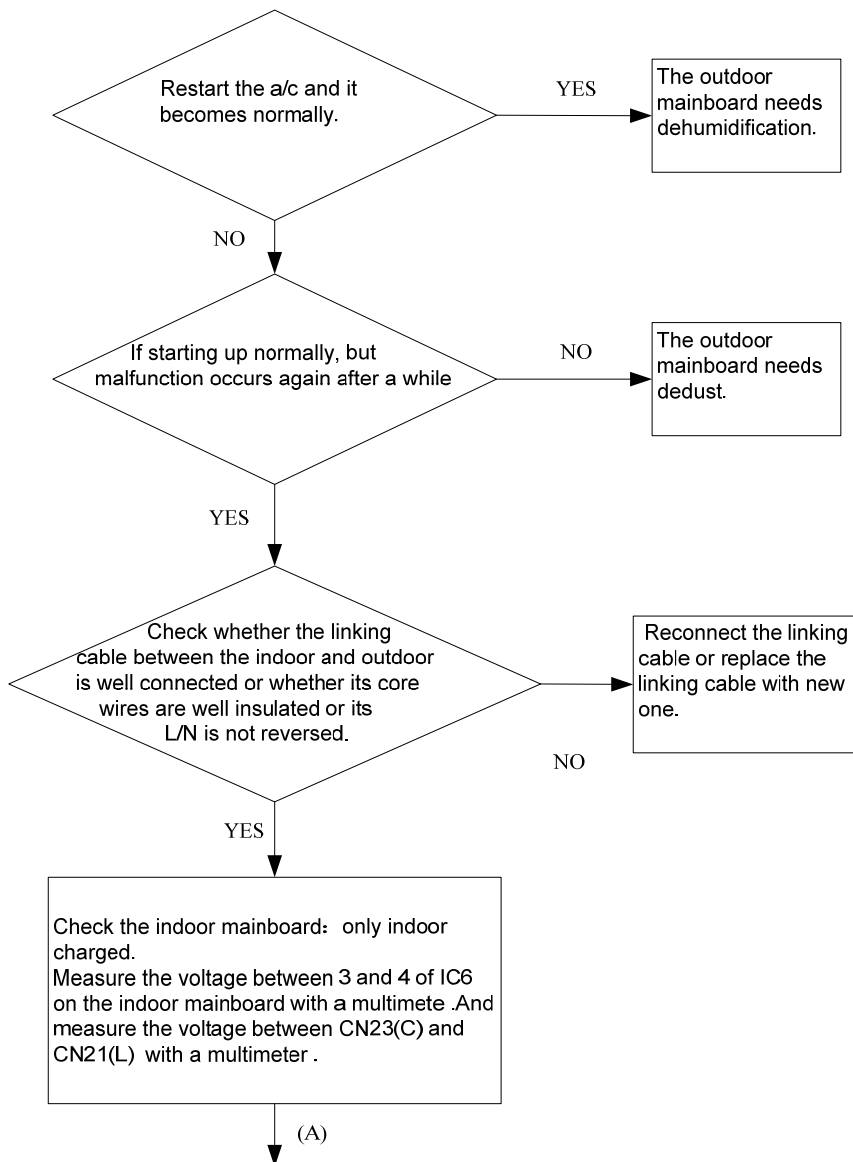 Restart the a/c and it
becomes normally.
YES
The outdoor
mainboard needs
dehumidification.
NO
If starting up normally, but
malfunction occurs again after a while
NO
The outdoor
mainboard needs
dedust.
YES
Check whether the linking
cable between the indoor and outdoor
is well connected or whether its core
wires are well insulated or its
L/N is not reversed.
NO
Reconnect the linking
cable or replace the
linking cable with new
one.
YES
Check the indoor mainboard：only indoor
charged.
Measure the voltage between 3 and 4 of IC6
on the indoor mainboard with a multimete .And
measure the voltage between CN23(C) and
CN21(L) with a multimeter .
(A)